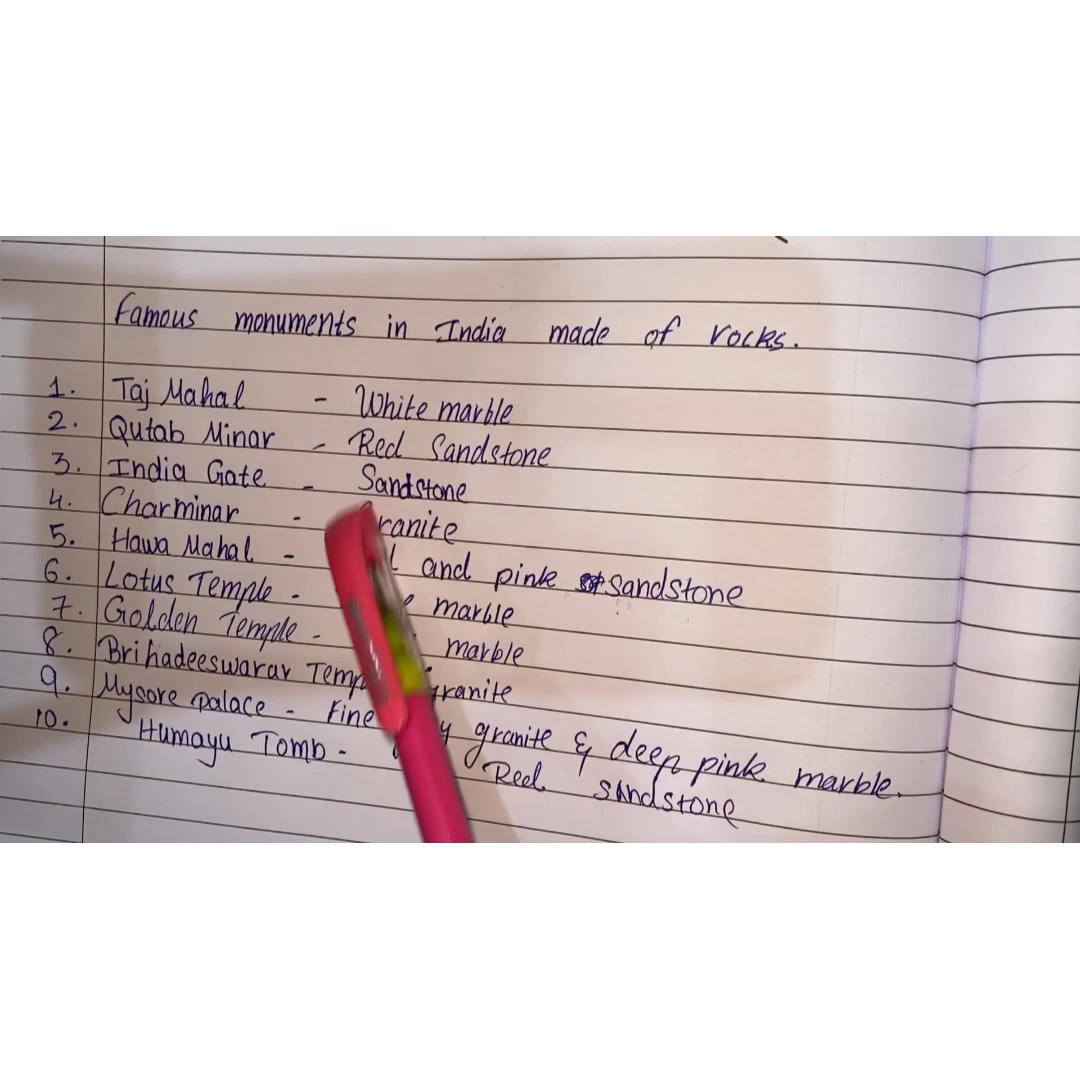 Famous monuments in India made of rocks.
1. Taj Mahal - White marble
2. Qutab Minar - Red Sandstone
3. India Gate - Sandstone
4. Charminar - Granite
5. Hawa Mahal - and pink sandstone
6. Lotus Temple - marble
7. Golden Temple - marble
8. Brihadeeswarar granite
9. Mysore palace - Fine granite & deep pink marble.
10. Humayu Tomb - Red sandstone